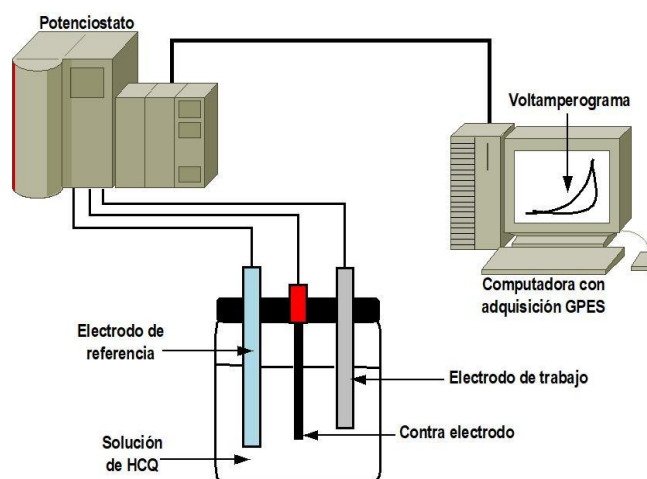 Potenciostato
Voltamperograma
Computadora con
adquisición GPES
Electrodo de
referencia
Electrodo de trabajo
Contra electrodo
Solución
de HCQ